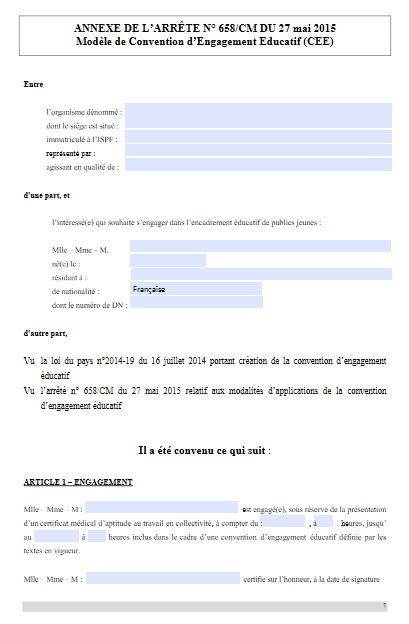 ANNEXE DE L'ARRÊTE N° 658/CM DU 27 mai 2015
Modèle de Convention d'Engagement Educatif (CEE)
Entre
l'organisme dénommé :
dont le siège est situé :
immatriculé à l'ISPF :
représenté par :
agissant en qualité de :
d'une part, et
l'intéressé(e) qui souhaite s'engager dans l'encadrement éducatif de publics jeunes :
Mlle – Mme – M.
né(e) le :
résidant à :
de nationalité : Française
dont le numéro de DN :
d'autre part,
Vu la loi du pays n°2014-19 du 16 juillet 2014 portant création de la convention d'engagement
éducatif
Vu l'arrêté n° 658/CM du 27 mai 2015 relatif aux modalités d'applications de la convention
d'engagement éducatif
Il a été convenu ce qui suit :
ARTICLE 1 – ENGAGEMENT
Mlle – Mme – M : est engagé(e), sous réserve de la présentation
d'un certificat médical d'aptitude au travail en collectivité, à compter du : , à heures, jusqu'
au à heures inclus dans le cadre d'une convention d'engagement éducatif définie par les
textes en vigueur.
Mlle – Mme – M : certifie sur l'honneur, à la date de signature
1